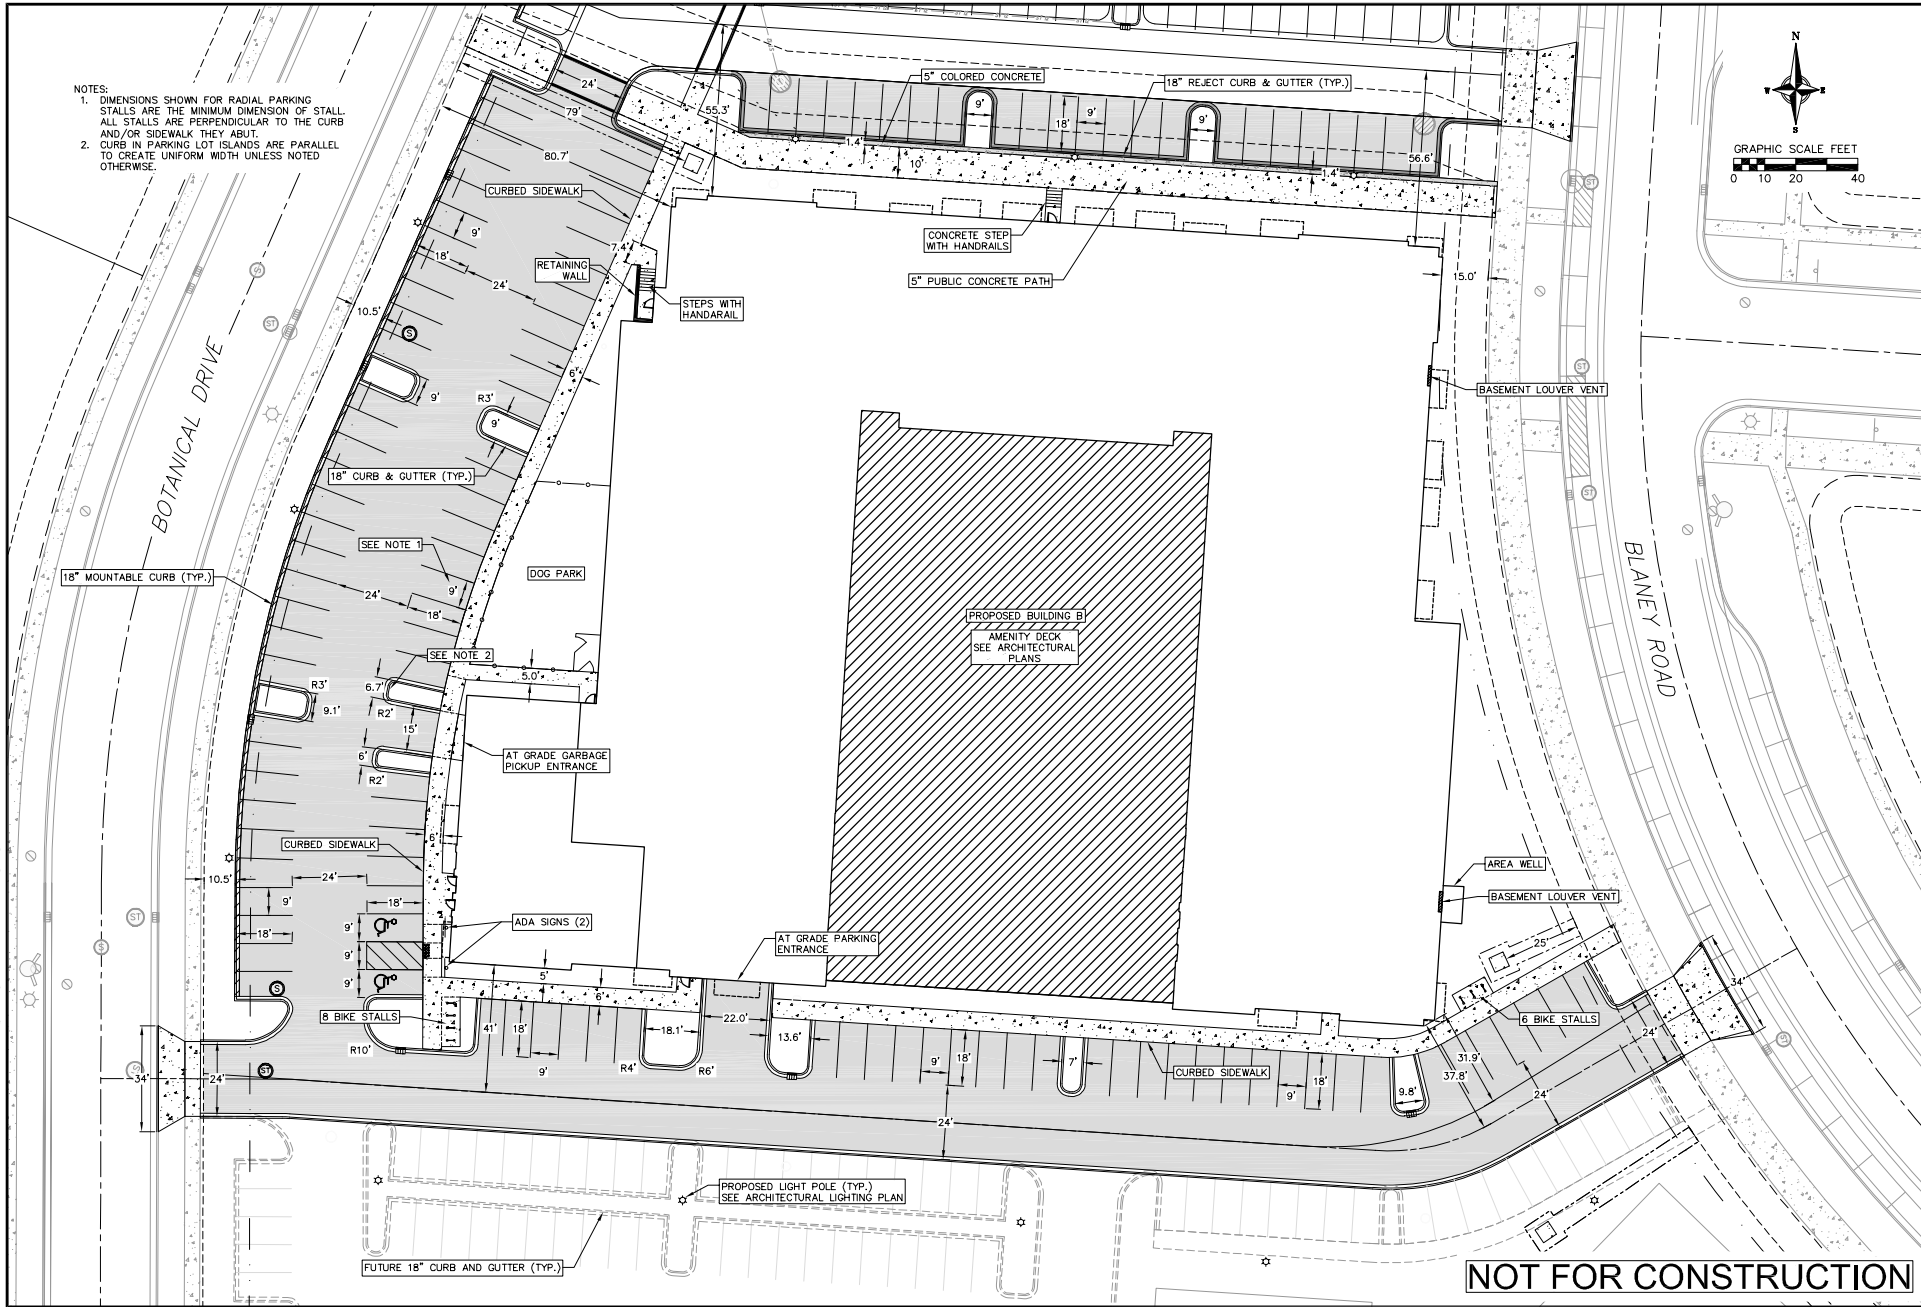 NOTES:
1. DIMENSIONS SHOWN FOR RADIAL PARKING
STALLS ARE THE MINIMUM DIMENSION OF STALL.
ALL STALLS ARE PERPENDICULAR TO THE CURB
AND/OR SIDEWALK THEY ABUT.
2. CURB IN PARKING LOT ISLANDS ARE PARALLEL
TO CREATE UNIFORM WIDTH UNLESS NOTED
OTHERWISE.
N
GRAPHIC SCALE FEET
0 10 20 40
24'
79'
80.7'
55.3'
5" COLORED CONCRETE
18" REJECT CURB & GUTTER (TYP.)
9'
18'
9'
9'
1.4'
10'
1.4'
56.6'
CURBED SIDEWALK
7.4'
RETAINING
WALL
STEPS WITH
HANDARAIL
CONCRETE STEP
WITH HANDRAILS
5" PUBLIC CONCRETE PATH
15.0'
9'
18'
24'
10.5'
S
S
ST
ST
ST
ST
6'
9'
R3'
9'
18" CURB & GUTTER (TYP.)
BOTANICAL DRIVE
BASEMENT LOUVER VENT
SEE NOTE 1
18" MOUNTABLE CURB (TYP.)
DOG PARK
24'
9'
18'
PROPOSED BUILDING B
AMENITY DECK
SEE ARCHITECTURAL
PLANS
BLANEY ROAD
SEE NOTE 2
5.0'
R3'
9.1'
6.7'
R2'
15'
6'
R2'
AT GRADE GARBAGE
PICKUP ENTRANCE
CURBED SIDEWALK
6'
10.5'
24'
9'
18'
18'
9'
9'
9'
ST
S
S
ST
ADA SIGNS (2)
AT GRADE PARKING
ENTRANCE
AREA WELL
BASEMENT LOUVER VENT
25'
5'
6'
8 BIKE STALLS
41'
18'
9'
18.1'
22.0'
13.6'
R10'
R4'
R6'
34'
24'
9'
18'
24'
7'
CURBED SIDEWALK
9'
18'
9.8'
31.9'
37.8'
24'
24'
34'
6 BIKE STALLS
ST
PROPOSED LIGHT POLE (TYP.)
SEE ARCHITECTURAL LIGHTING PLAN
FUTURE 18" CURB AND GUTTER (TYP.)
NOT FOR CONSTRUCTION